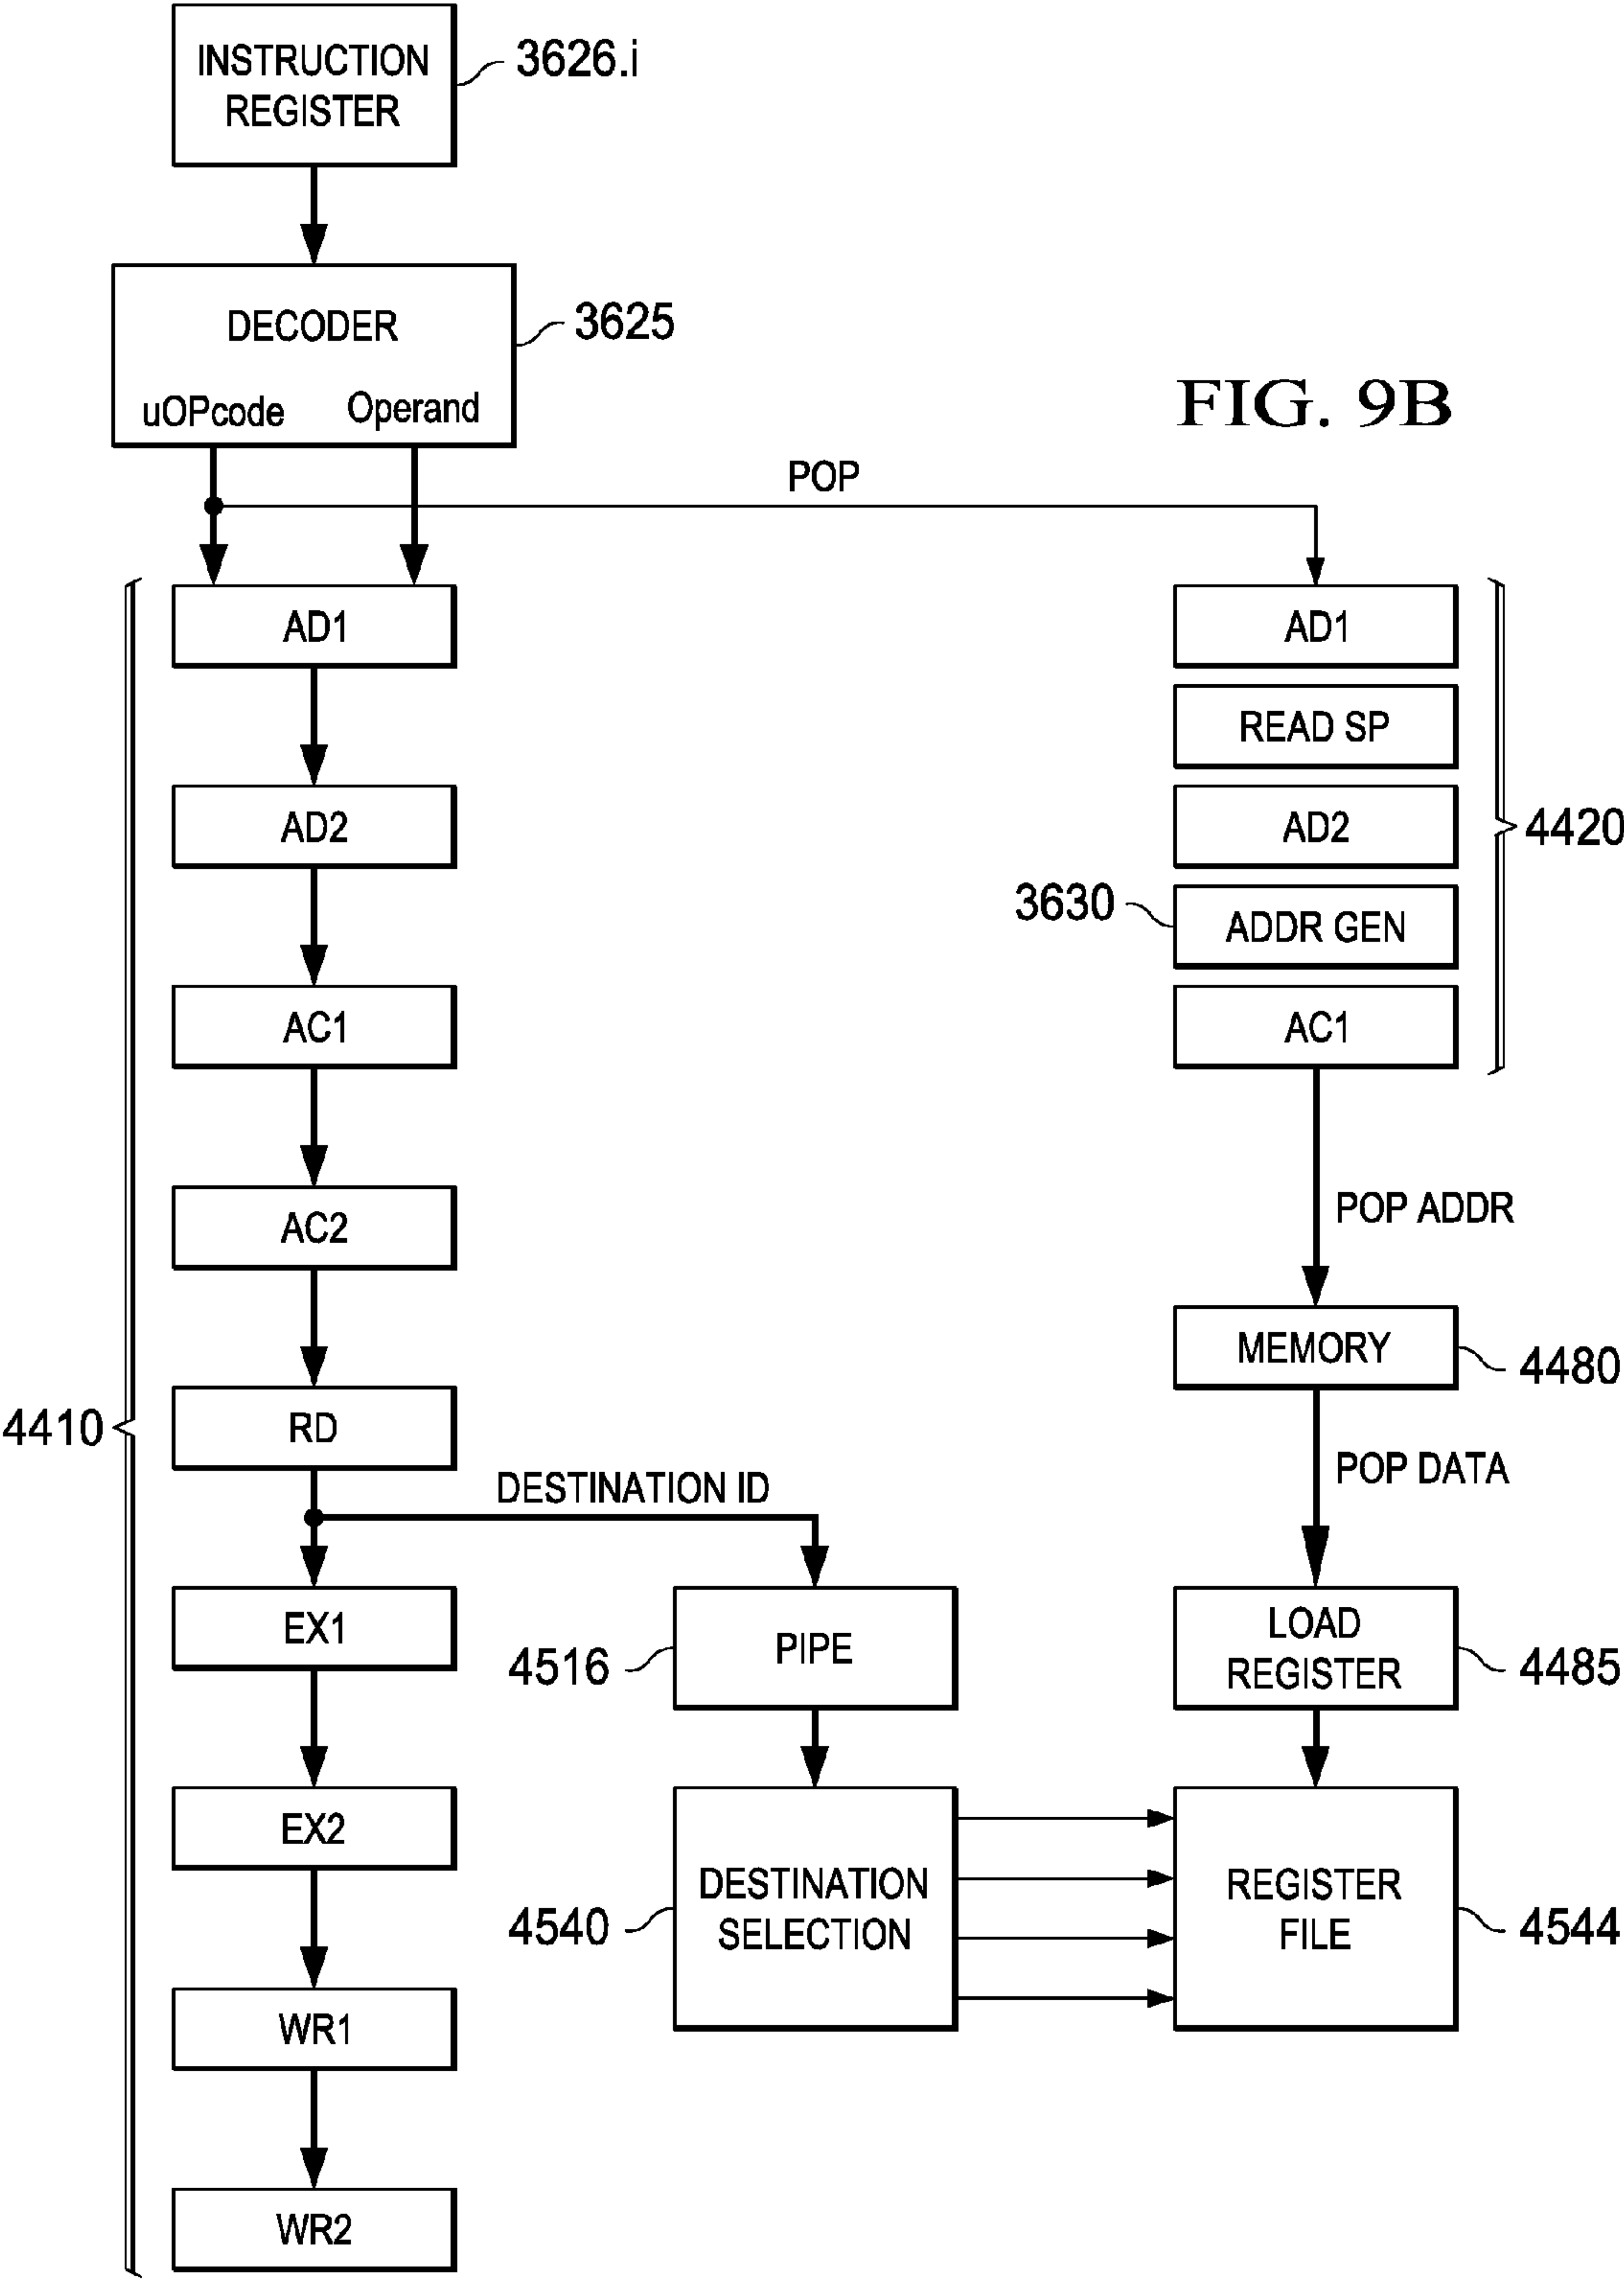 INSTRUCTION
REGISTER
3626.i
DECODER
3625
uOPcode
Operand
FIG. 9B
POP
AD1
AD1
READ SP
AD2
AD2
4420
3630
ADDR GEN
AC1
AC1
POP ADDR
AC2
MEMORY
4480
4410
RD
POP DATA
DESTINATION ID
EX1
4516
PIPE
LOAD
REGISTER
4485
EX2
4540
DESTINATION
SELECTION
REGISTER
FILE
4544
WR1
WR2